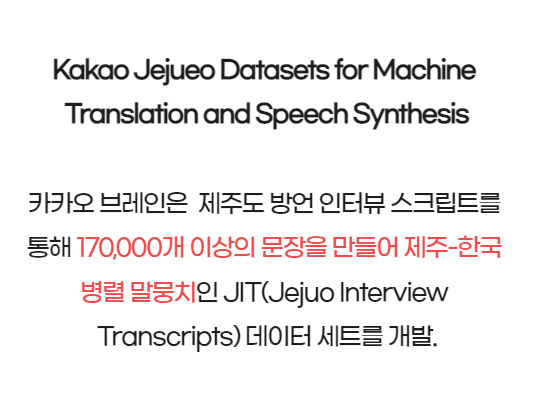 Kakao Jejueo Datasets for Machine
Translation and Speech Synthesis
카카오 브레인은 제주도 방언 인터뷰 스크립트를
통해 170,000개 이상의 문장을 만들어 제주-한국
병렬 말뭉치인 JIT(Jejuo Interview
Transcripts) 데이터 세트를 개발.